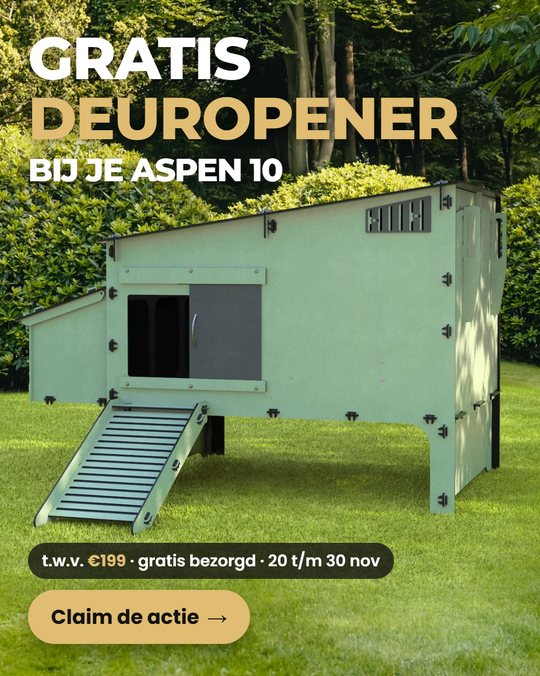 GRATIS
DEUROPENER
BIJ JE ASPEN 10
t.w.v. €199 · gratis bezorgd · 20 t/m 30 nov
Claim de actie →